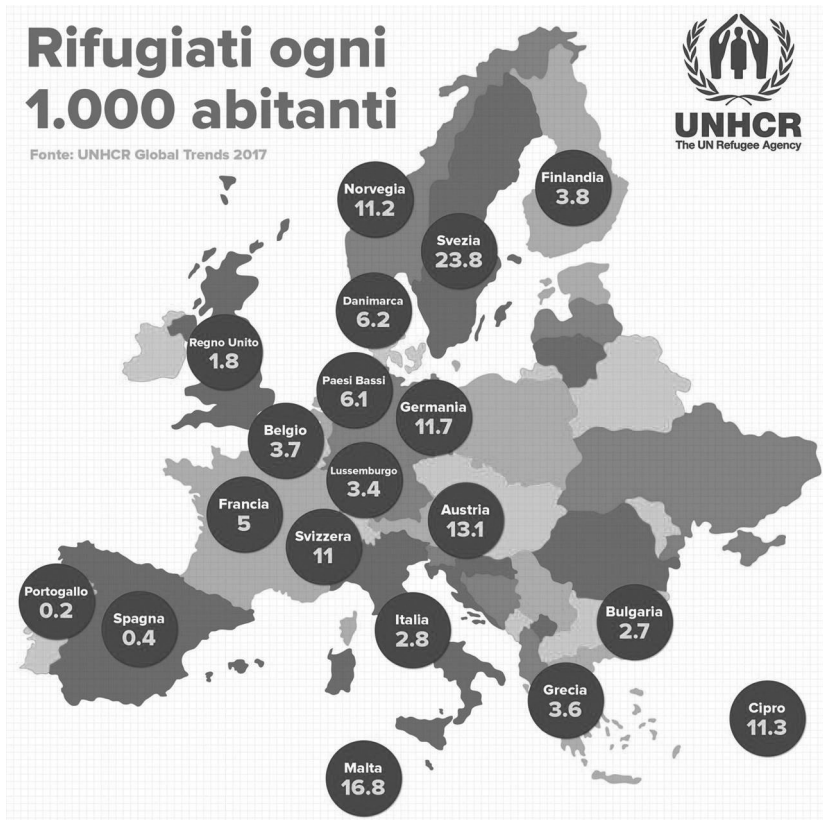 Rifugiati ogni
1.000 abitanti
Fonte: UNHCR Global Trends 2017
UNHCR
The UN Refugee Agency
Norvegia
11.2
Finlandia
3.8
Svezia
23.8
Danimarca
6.2
Regno Unito
1.8
Paesi Bassi
6.1
Germania
11.7
Belgio
3.7
Lussemburgo
3.4
Francia
5
Austria
13.1
Svizzera
11
Portogallo
0.2
Spagna
0.4
Italia
2.8
Bulgaria
2.7
Grecia
3.6
Cipro
11.3
Malta
16.8